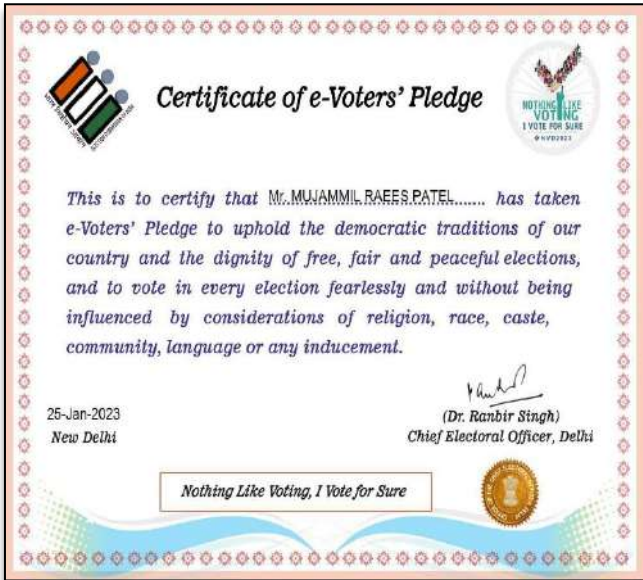 Certificate of e-Voters' Pledge
NOTHING LIKE
VOTING
I VOTE FOR SURE
This is to certify that Mr. MUJAMMIL RAEES PATEL....... has taken
e-Voters' Pledge to uphold the democratic traditions of our
country and the dignity of free, fair and peaceful elections,
and to vote in every election fearlessly and without being
influenced by considerations of religion, race, caste,
community, language or any inducement.
25-Jan-2023
New Delhi
(Dr. Ranbir Singh)
Chief Electoral Officer, Delhi
Nothing Like Voting, I Vote for Sure